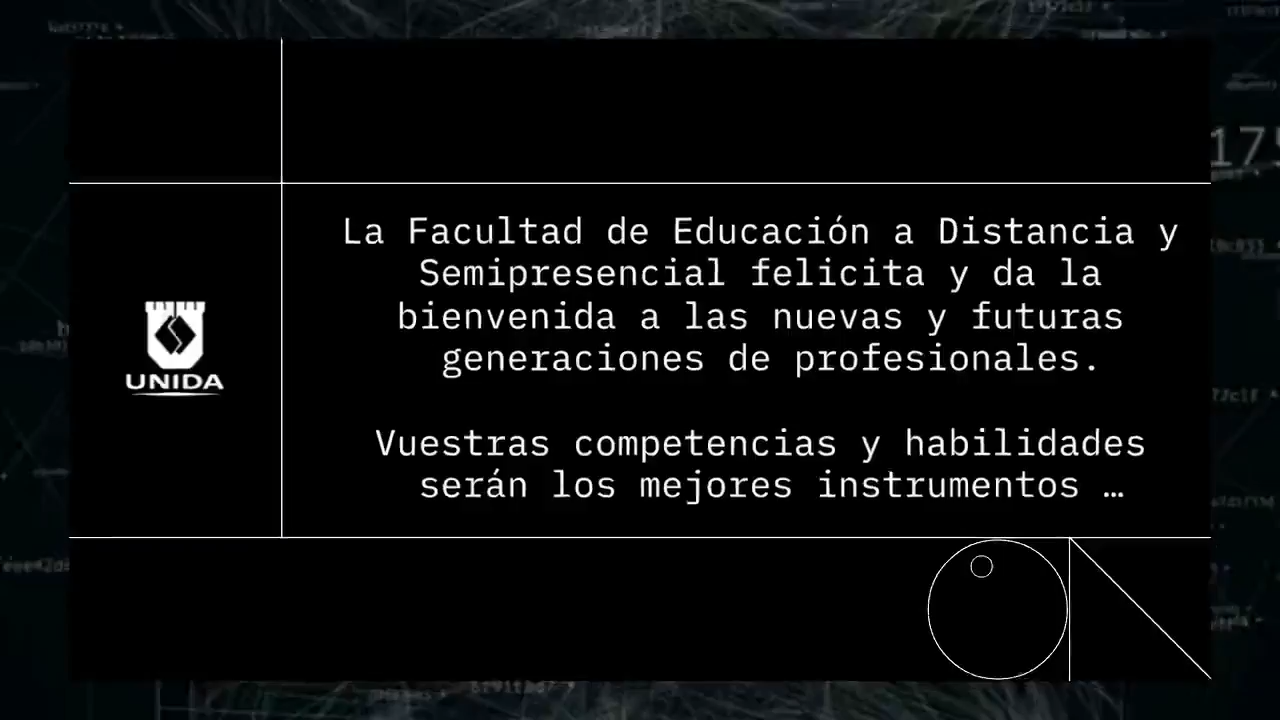 La Facultad de Educación a Distancia y
Semipresencial felicita y da la
bienvenida a las nuevas y futuras
generaciones de profesionales.
Vuestras competencias y habilidades
serán los mejores instrumentos …
UNIDA